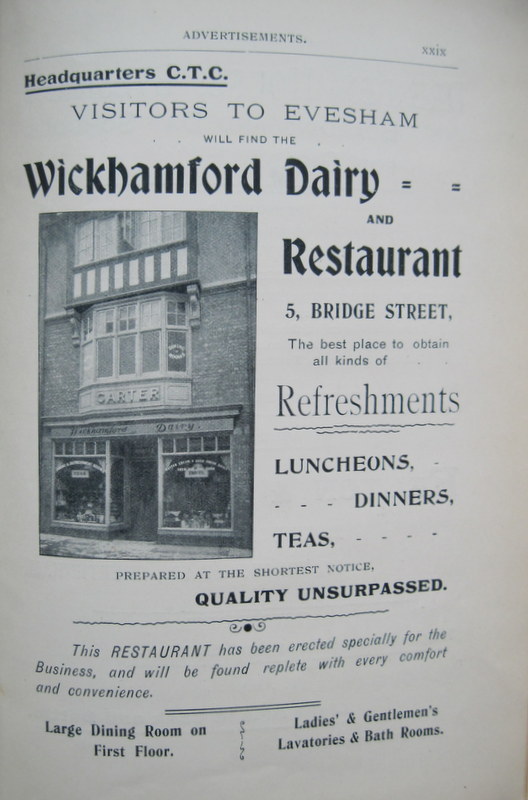 ADVERTISEMENTS.
xxix
Headquarters C.T.C.
VISITORS TO EVESHAM
WILL FIND THE
Wickhamford Dairy = =
AND
Restaurant
5, BRIDGE STREET,
The best place to obtain
all kinds of
Refreshments
LUNCHEONS, -
- - - DINNERS,
TEAS, - - - -
CARTER
Wickhamford Dairy
PREPARED AT THE SHORTEST NOTICE,
QUALITY UNSURPASSED.
This RESTAURANT has been erected specially for the
Business, and will be found replete with every comfort
and convenience.
Large Dining Room on
First Floor.
Ladies' & Gentlemen's
Lavatories & Bath Rooms.